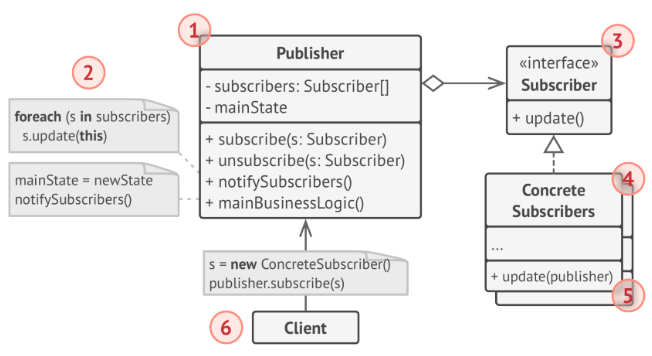 1
Publisher
- subscribers: Subscriber[]
- mainState
+ subscribe(s: Subscriber)
+ unsubscribe(s: Subscriber)
+ notifySubscribers()
+ mainBusinessLogic()
2
foreach (s in subscribers)
s.update(this)
mainState = newState
notifySubscribers()
3
«interface»
Subscriber
+ update()
4
Concrete
Subscribers
...
+ update(publisher)
5
s = new ConcreteSubscriber()
publisher.subscribe(s)
6
Client